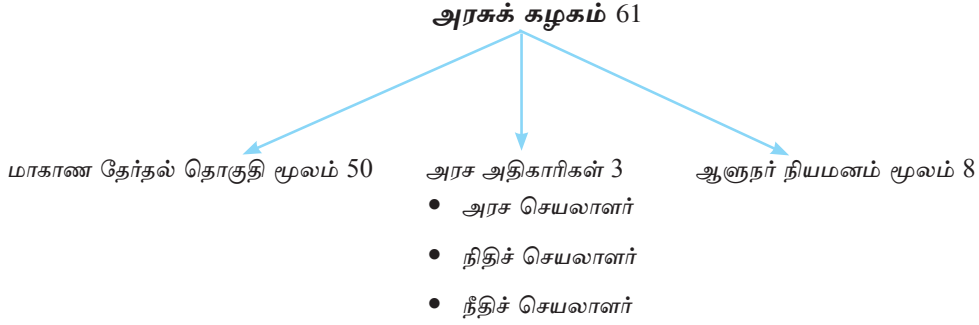 அரசுக் கழகம் 61
மாகாண தேர்தல் தொகுதி மூலம் 50
அரச அதிகாரிகள் 3
• அரச செயலாளர்
• நிதிச் செயலாளர்
• நீதிச் செயலாளர்
ஆளுநர் நியமனம் மூலம் 8